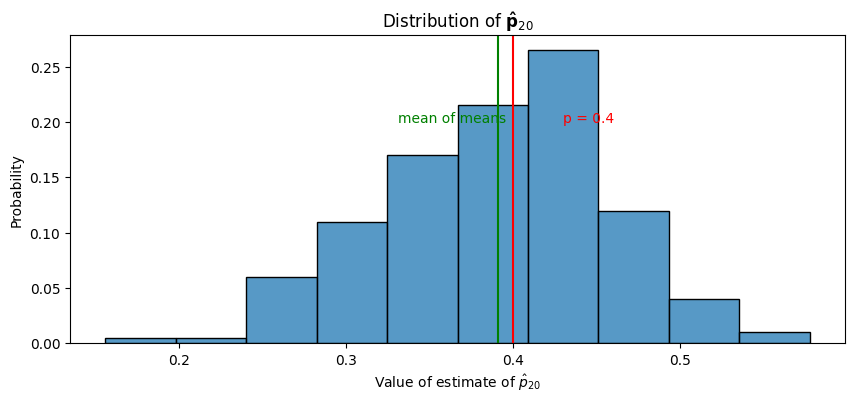 Distribution of p̂₂₀
Probability
0.25
0.20
0.15
0.10
0.05
0.00
mean of means
p = 0.4
0.2 0.3 0.4 0.5
Value of estimate of p̂₂₀